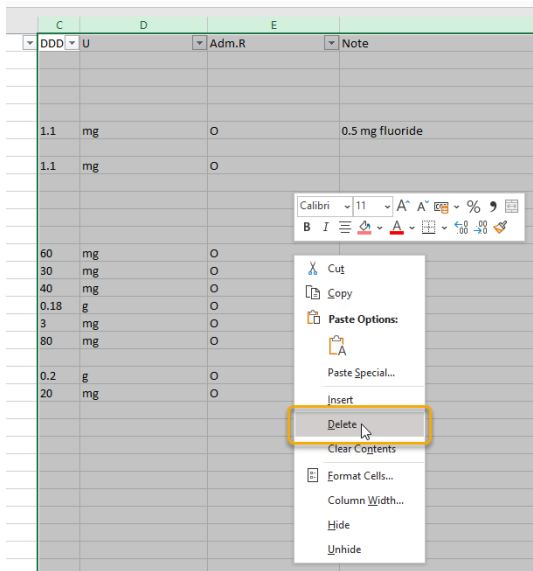 C D E
DDD U Adm.R Note
1.1 mg O 0.5 mg fluoride
1.1 mg O
Calibri 11 A A % 9
B I A .00 .00
60 mg O
30 mg O
40 mg O
0.18 g O
3 mg O
80 mg O
0.2 g O
20 mg O
Cut
Copy
Paste Options:
A
Paste Special...
Insert
Delete
Clear Contents
Format Cells...
Column Width...
Hide
Unhide